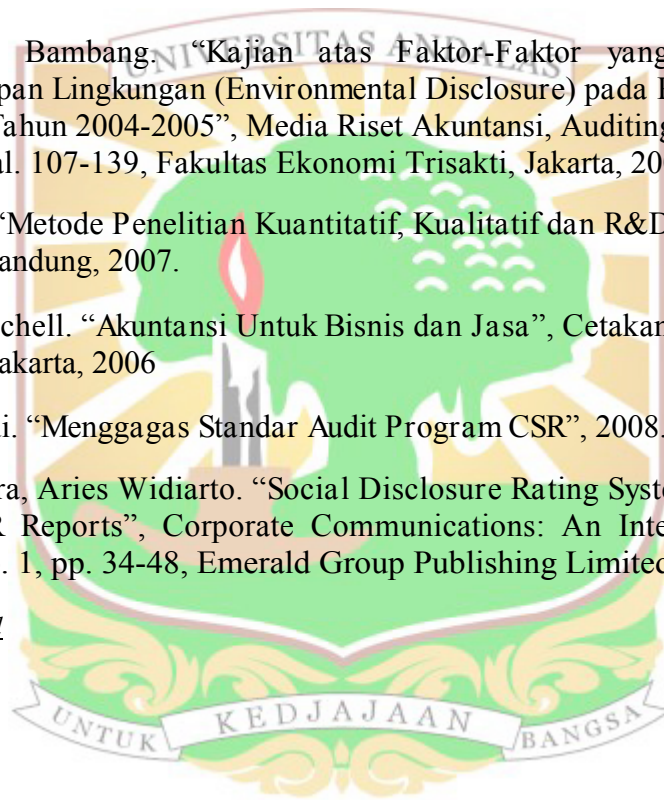 UNIVERSITAS ANDALAS
Bambang. “Kajian atas Faktor-Faktor yang
pan Lingkungan (Environmental Disclosure) pada
Tahun 2004-2005”, Media Riset Akuntansi, Auditing
al. 107-139, Fakultas Ekonomi Trisakti, Jakarta, 20
“Metode Penelitian Kuantitatif, Kualitatif dan R&D
andung, 2007.
chell. “Akuntansi Untuk Bisnis dan Jasa”, Cetakan
akarta, 2006
i. “Menggagas Standar Audit Program CSR”, 2008.
ra, Aries Widiarto. “Social Disclosure Rating Syste
R Reports”, Corporate Communications: An Inte
. 1, pp. 34-48, Emerald Group Publishing Limited
UNTUK KEDJAJAAN BANGSA